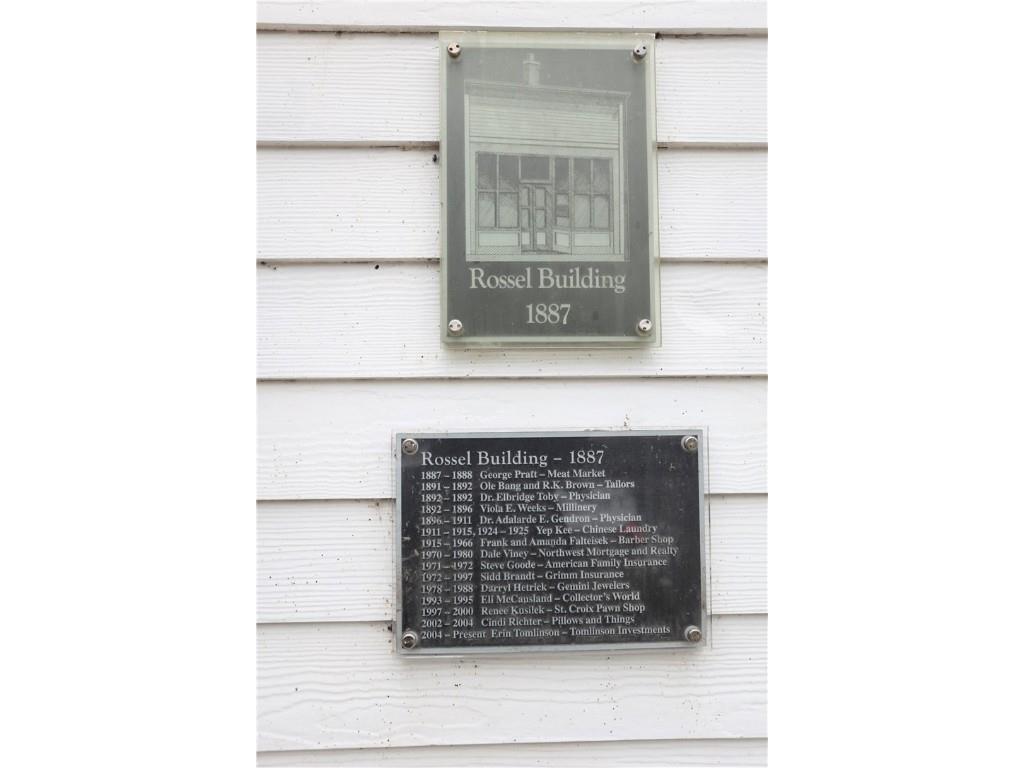 Rossel Building
1887
Rossel Building – 1887
1887 – 1888 George Pratt – Meat Market
1891 – 1892 Ole Bang and R.K. Brown – Tailors
1892 – 1892 Dr. Elbridge Toby – Physician
1892 – 1896 Viola E. Weeks – Millinery
1896 – 1911 Dr. Adalarde E. Gendron – Physician
1911 – 1915, 1924 – 1925 Yep Kee – Chinese Laundry
1915 – 1966 Frank and Amanda Falteisek – Barber Shop
1970 – 1980 Dale Viney – Northwest Mortgage and Realty
1971 – 1972 Steve Goode – American Family Insurance
1972 – 1997 Sidd Brandt – Grimm Insurance
1978 – 1988 Darryl Hetrick – Gemini Jewelers
1993 – 1995 Eli McCausland – Collector's World
1997 – 2000 Renee Kusilek – St. Croix Pawn Shop
2002 – 2004 Cindi Richter – Pillows and Things
2004 – Present Erin Tomlinson – Tomlinson Investments